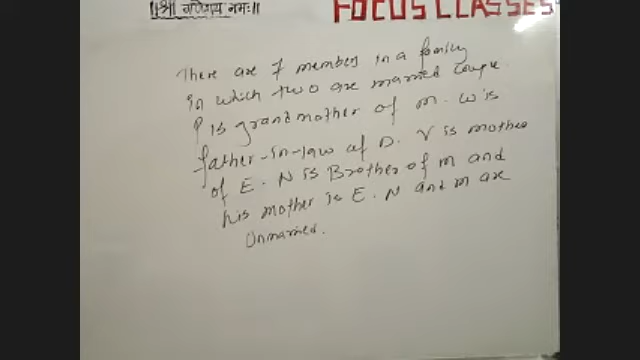 ॥श्री गणेशाय नमः॥
FOCUS CLASSES
There are 7 members in a family
in which two are married couple.
P is grandmother of m. W is
father-in-law of D. V is mother
of E. N is Brother of m and
his mother is E. N and m are
Unmarried.